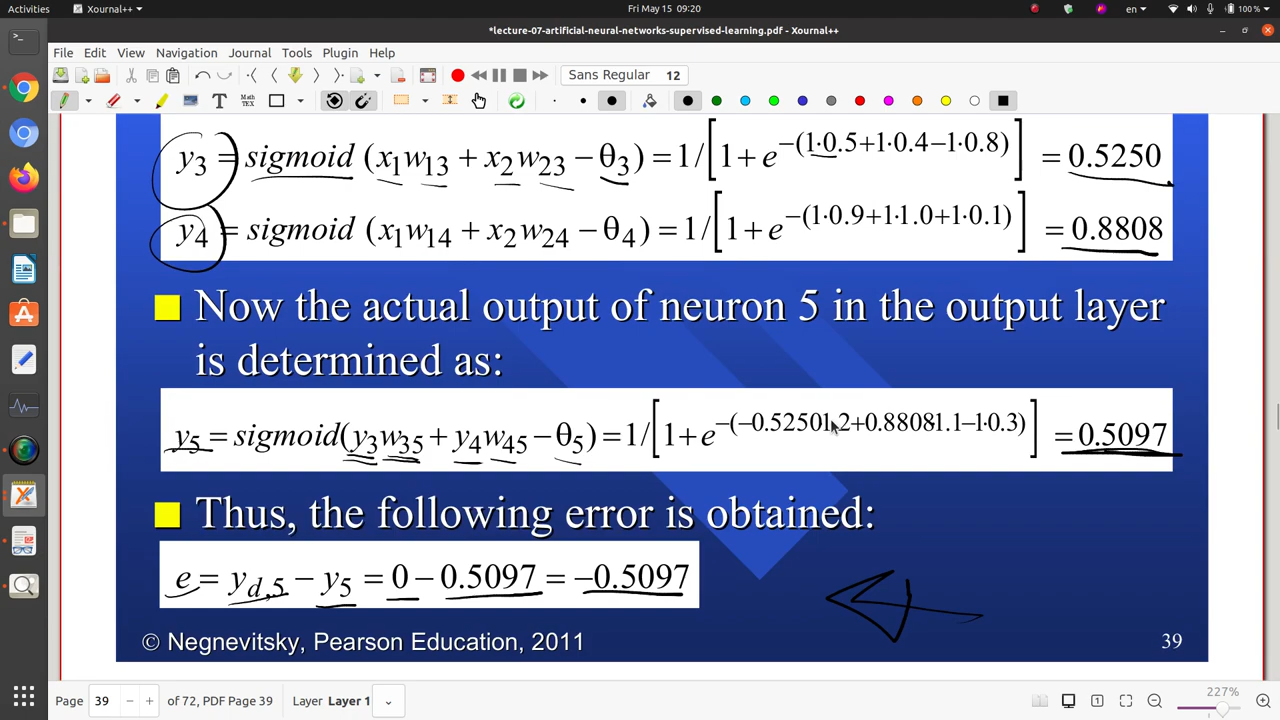 Activities Xournal++ Fri May 15 09:20 en 100 %
*lecture-07-artificial-neural-networks-supervised-learning.pdf - Xournal++
File Edit View Navigation Journal Tools Plugin Help
Sans Regular 12
y3 = sigmoid (x1w13 + x2w23 − θ3) = 1/[1 + e^−(1·0.5+1·0.4−1·0.8)] = 0.5250
y4 = sigmoid (x1w14 + x2w24 − θ4) = 1/[1 + e^−(1·0.9+1·1.0+1·0.1)] = 0.8808
Now the actual output of neuron 5 in the output layer
is determined as:
y5 = sigmoid(y3w35 + y4w45 − θ5) = 1/[1 + e^−(−0.52501.2+0.88081.1−1·0.3)] = 0.5097
Thus, the following error is obtained:
e = yd,5 − y5 = 0 − 0.5097 = −0.5097
© Negnevitsky, Pearson Education, 2011 39
Page 39 of 72, PDF Page 39 Layer Layer 1 227%